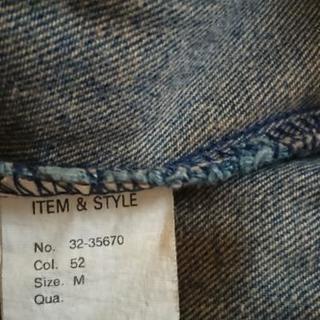 ITEM & STYLE
No. 32-35670
Col. 52
Size. M
Qua.